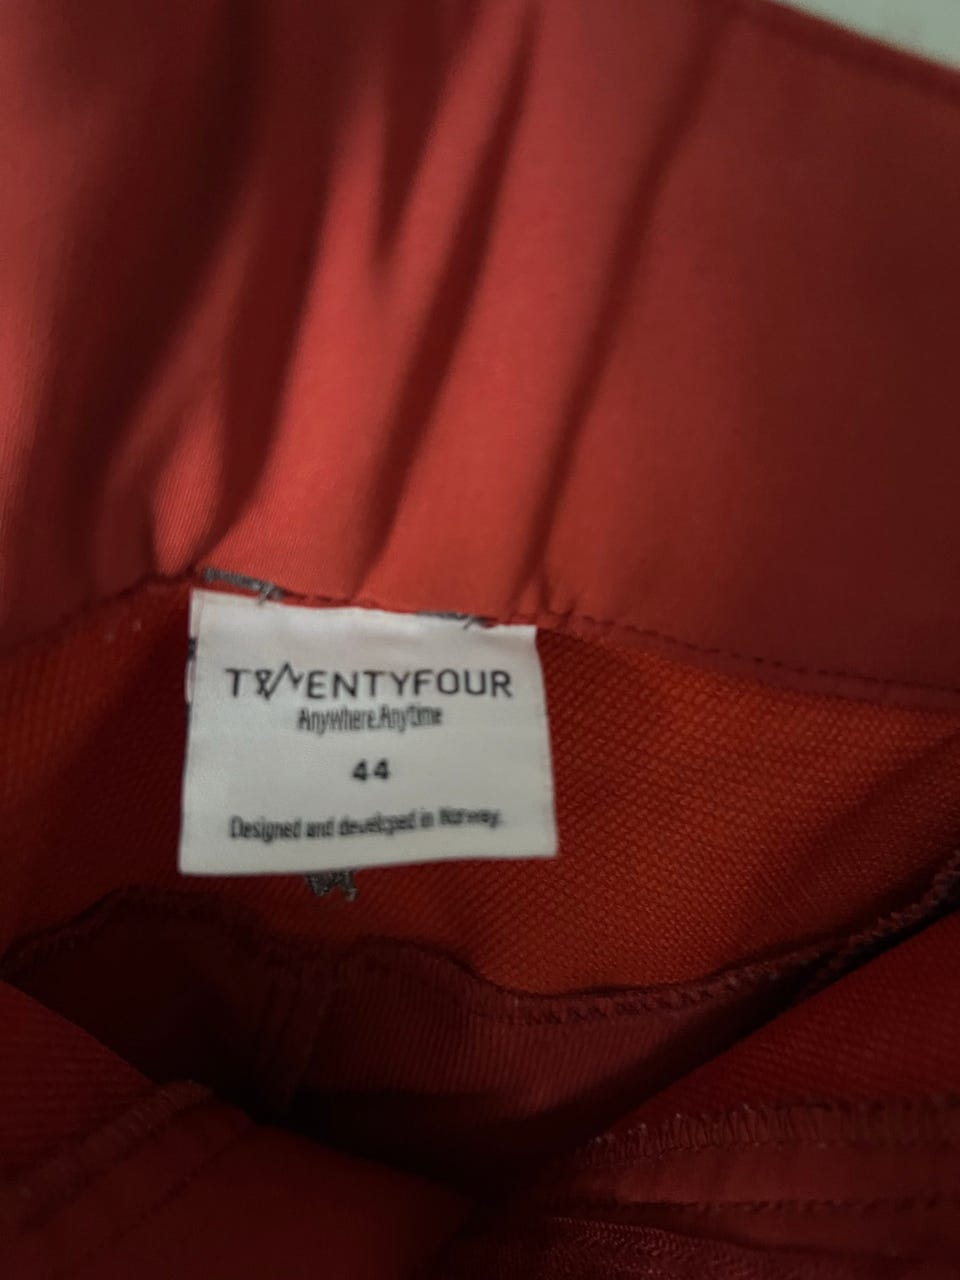 TWENTYFOUR
AnyWhere.AnyTime
44
Designed and developed in Norway.